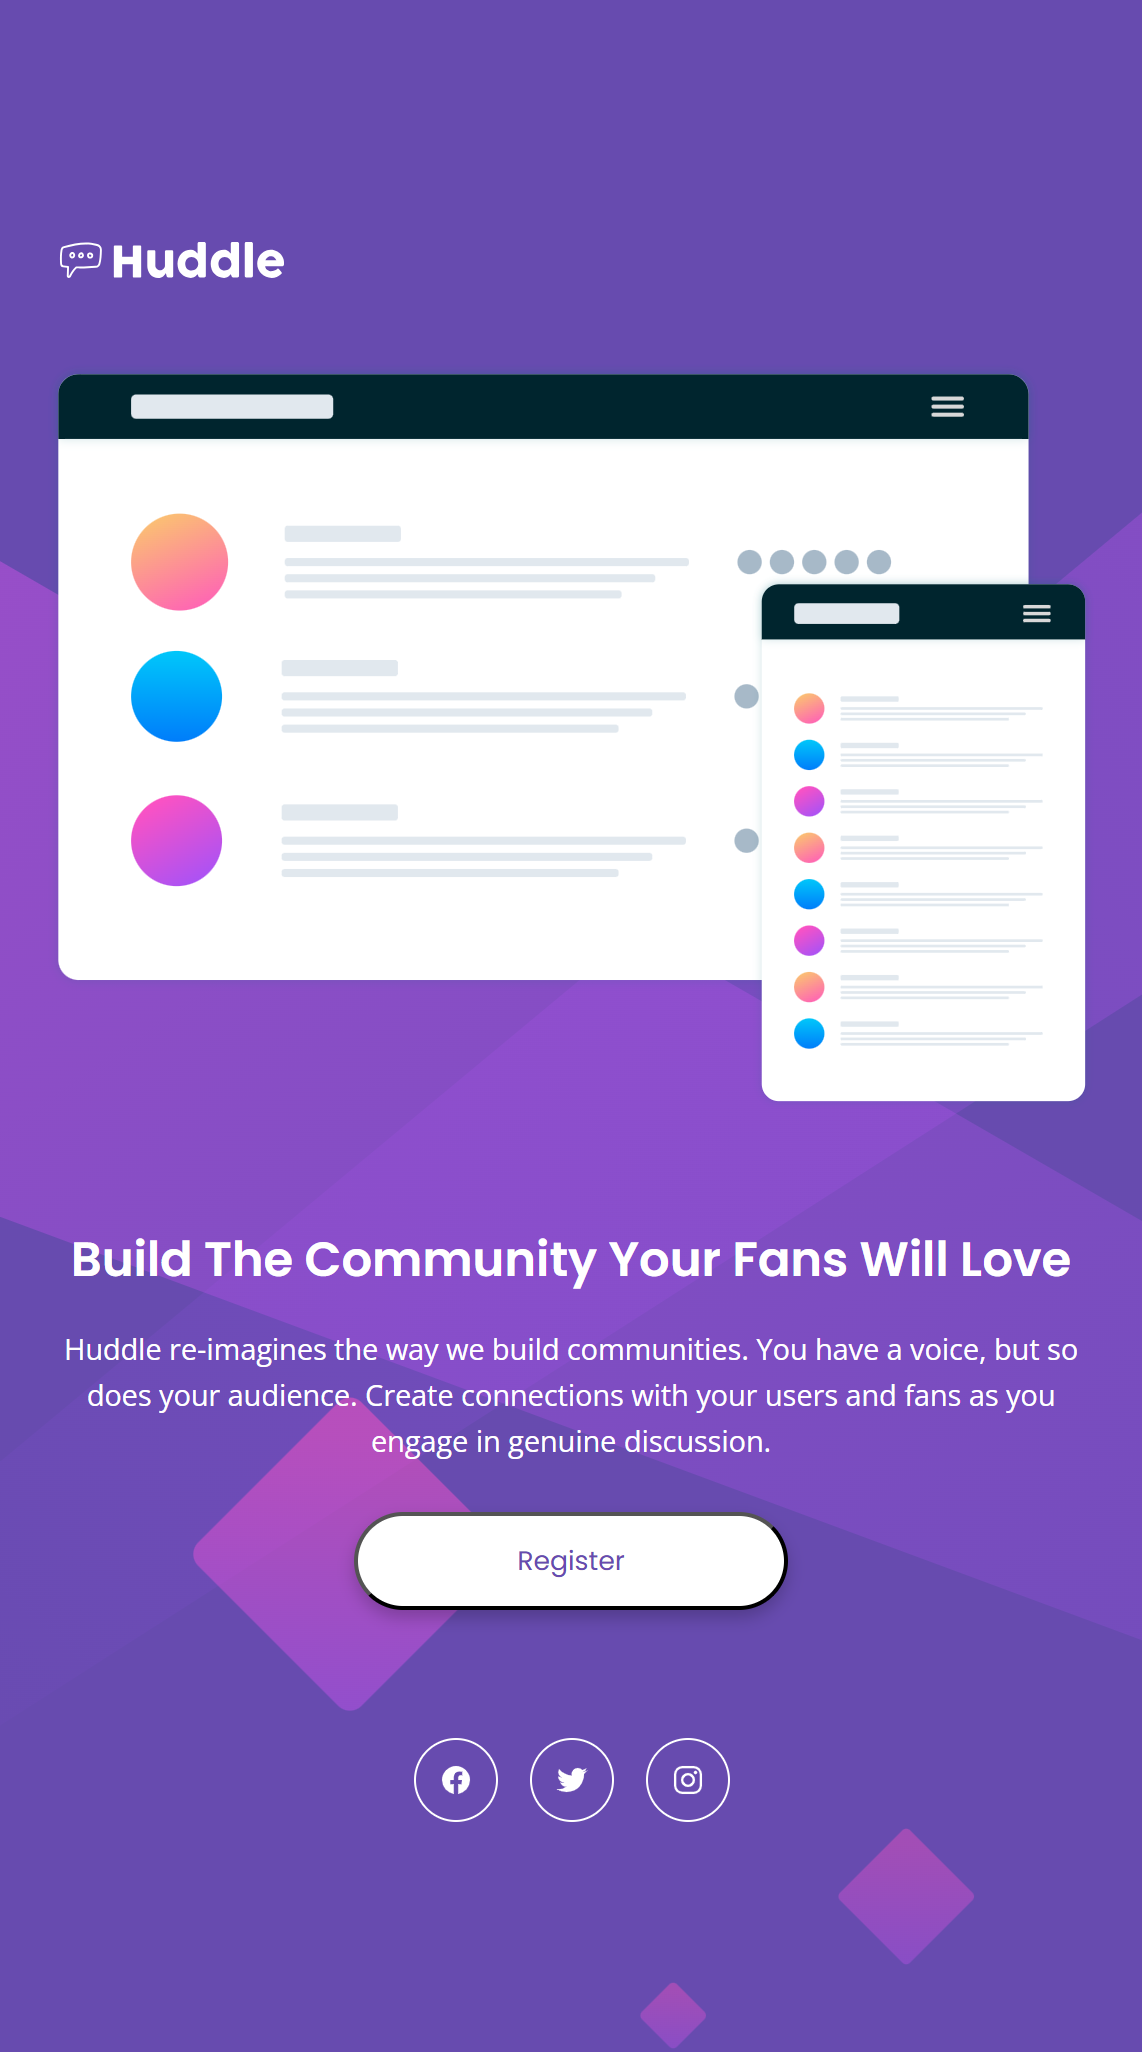 Huddle
Build The Community Your Fans Will Love
Huddle re-imagines the way we build communities. You have a voice, but so
does your audience. Create connections with your users and fans as you
engage in genuine discussion.
Register